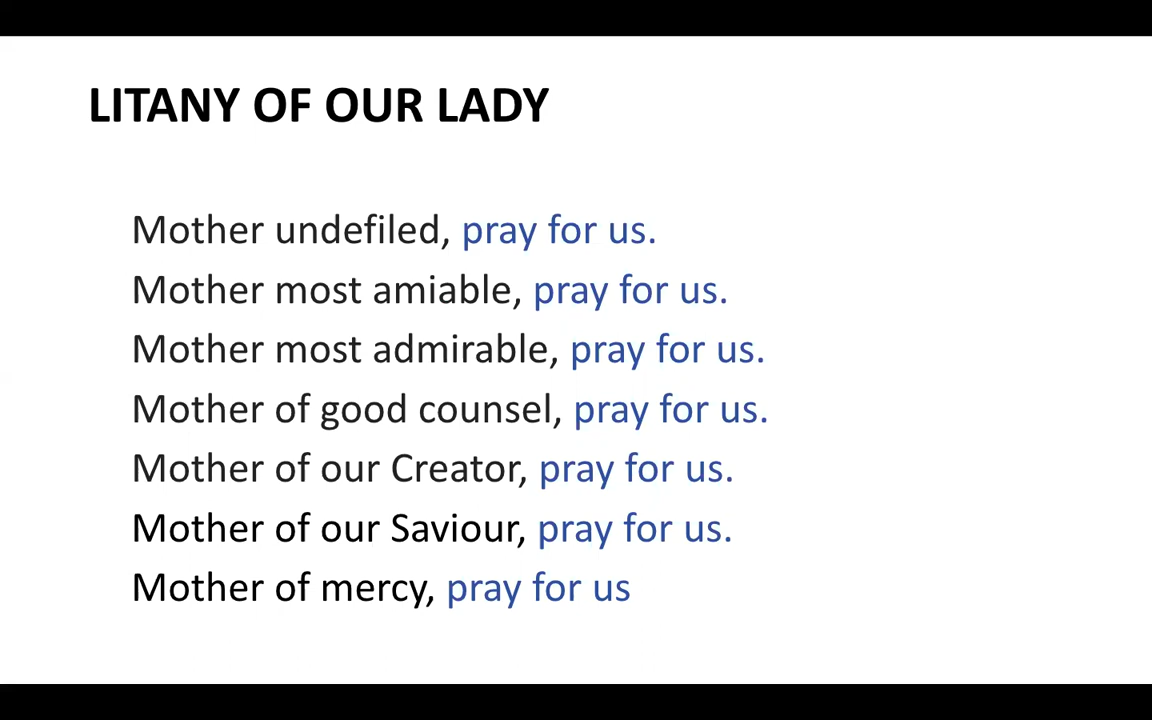 LITANY OF OUR LADY
Mother undefiled, pray for us.
Mother most amiable, pray for us.
Mother most admirable, pray for us.
Mother of good counsel, pray for us.
Mother of our Creator, pray for us.
Mother of our Saviour, pray for us.
Mother of mercy, pray for us